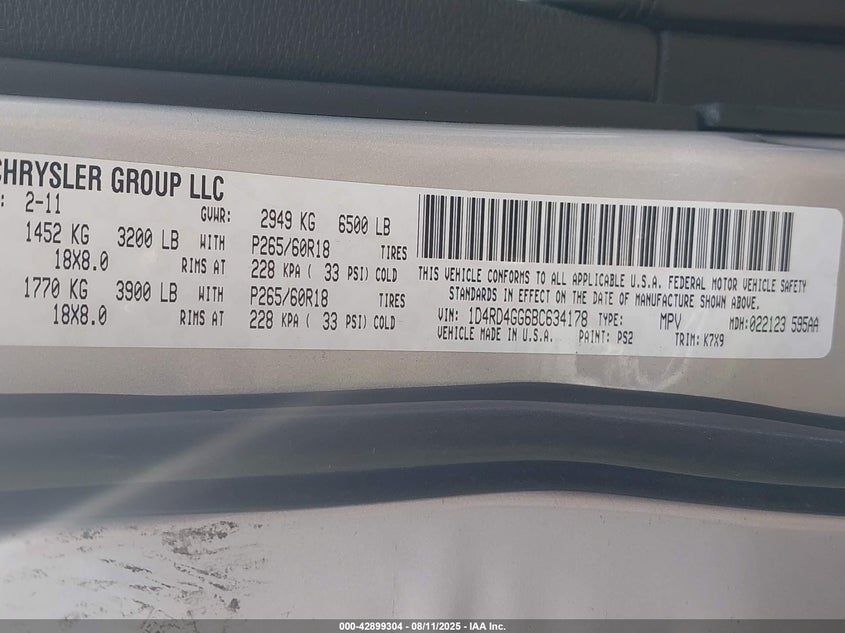 CHRYSLER GROUP LLC
: 2-11 GVWR: 2949 KG 6500 LB
1452 KG 3200 LB WITH P265/60R18 TIRES
18X8.0 RIMS AT 228 KPA ( 33 PSI) COLD
1770 KG 3900 LB WITH P265/60R18 TIRES
18X8.0 RIMS AT 228 KPA ( 33 PSI) COLD
THIS VEHICLE CONFORMS TO ALL APPLICABLE U.S.A. FEDERAL MOTOR VEHICLE SAFETY
STANDARDS IN EFFECT ON THE DATE OF MANUFACTURE SHOWN ABOVE.
VIN: 1D4RD4GG6BC634178 TYPE: MPV MDH:022123 595AA
VEHICLE MADE IN U.S.A. PAINT: PS2 TRIM: K7X9
000-42899304 - 08/11/2025 - IAA Inc.